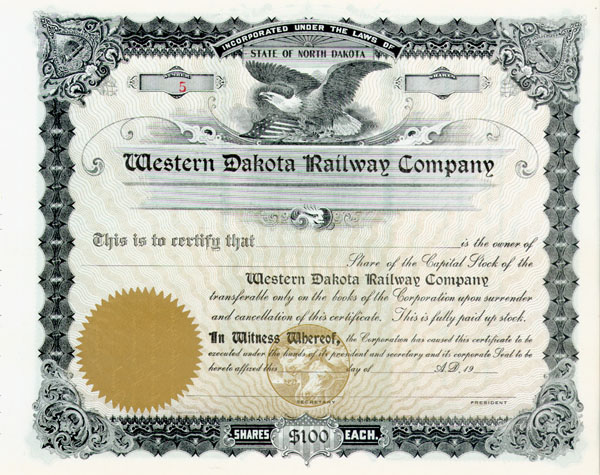 INCORPORATED UNDER THE LAWS OF
STATE OF NORTH DAKOTA
NUMBER
5
SHARES
Western Dakota Railway Company
This is to certify that is the owner of
Share of the Capital Stock of the
Western Dakota Railway Company
transferable only on the books of the Corporation upon surrender
and cancellation of this certificate. This is fully paid up stock.
In Witness Whereof, the Corporation has caused this certificate to be
executed under the hands of its president and secretary and its corporate Seal to be
hereto affixed this day of A.D. 19
SECRETARY
PRESIDENT
SHARES $100 EACH.